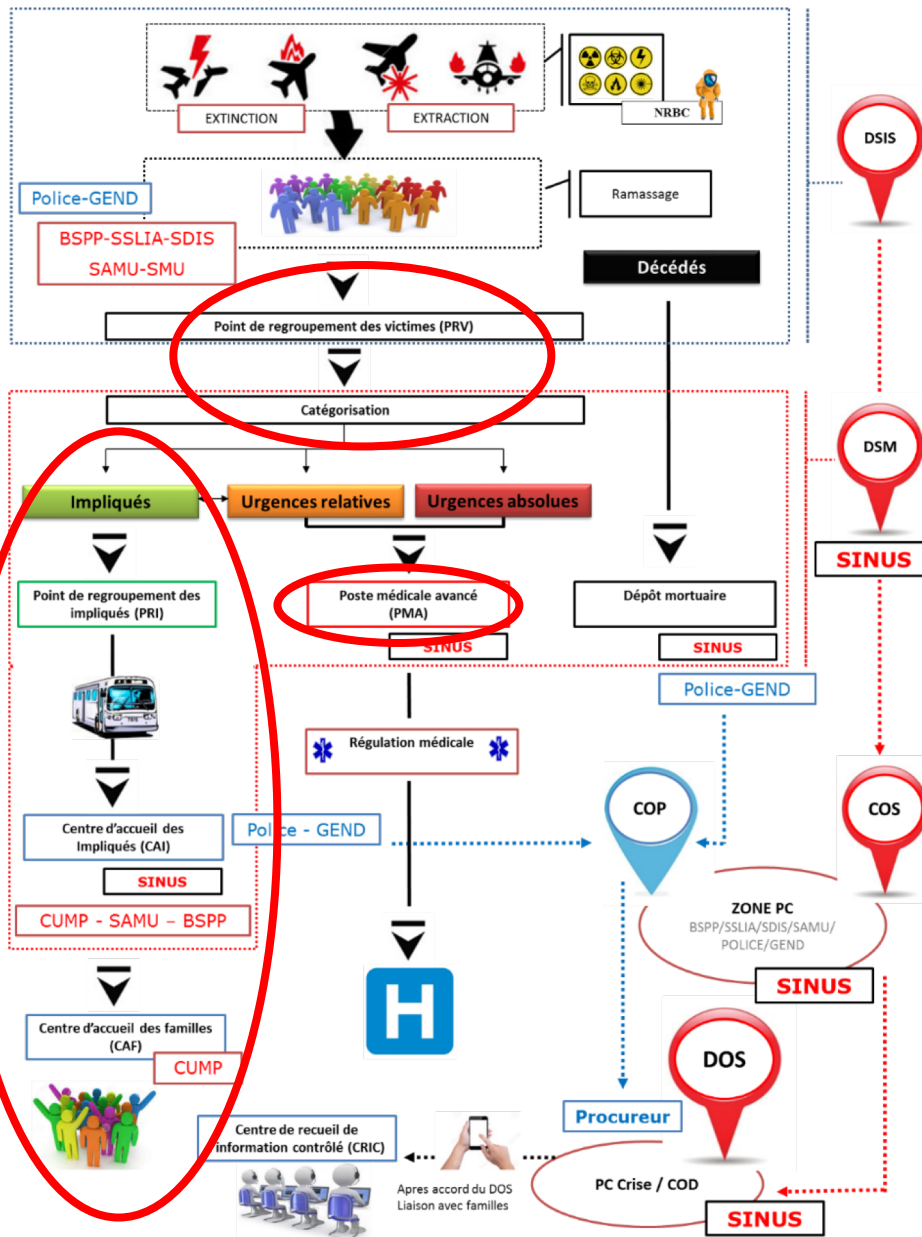 EXTINCTION
EXTRACTION
NRBC
DSIS
Police-GEND
Ramassage
BSPP-SSLIA-SDIS
SAMU-SMU
Décédés
Point de regroupement des victimes (PRV)
Catégorisation
DSM
SINUS
Impliqués
Urgences relatives
Urgences absolues
Point de regroupement des
impliqués (PRI)
Poste médicale avancé
(PMA)
SINUS
Dépôt mortuaire
SINUS
Police-GEND
Régulation médicale
COP
COS
Centre d'accueil des
Impliqués (CAI)
SINUS
Police - GEND
CUMP - SAMU – BSPP
ZONE PC
BSPP/SSLIA/SDIS/SAMU/
POLICE/GEND
SINUS
Centre d'accueil des familles
(CAF)
CUMP
H
DOS
Procureur
Centre de recueil de
information contrôlé (CRIC)
Apres accord du DOS
Liaison avec familles
PC Crise / COD
SINUS